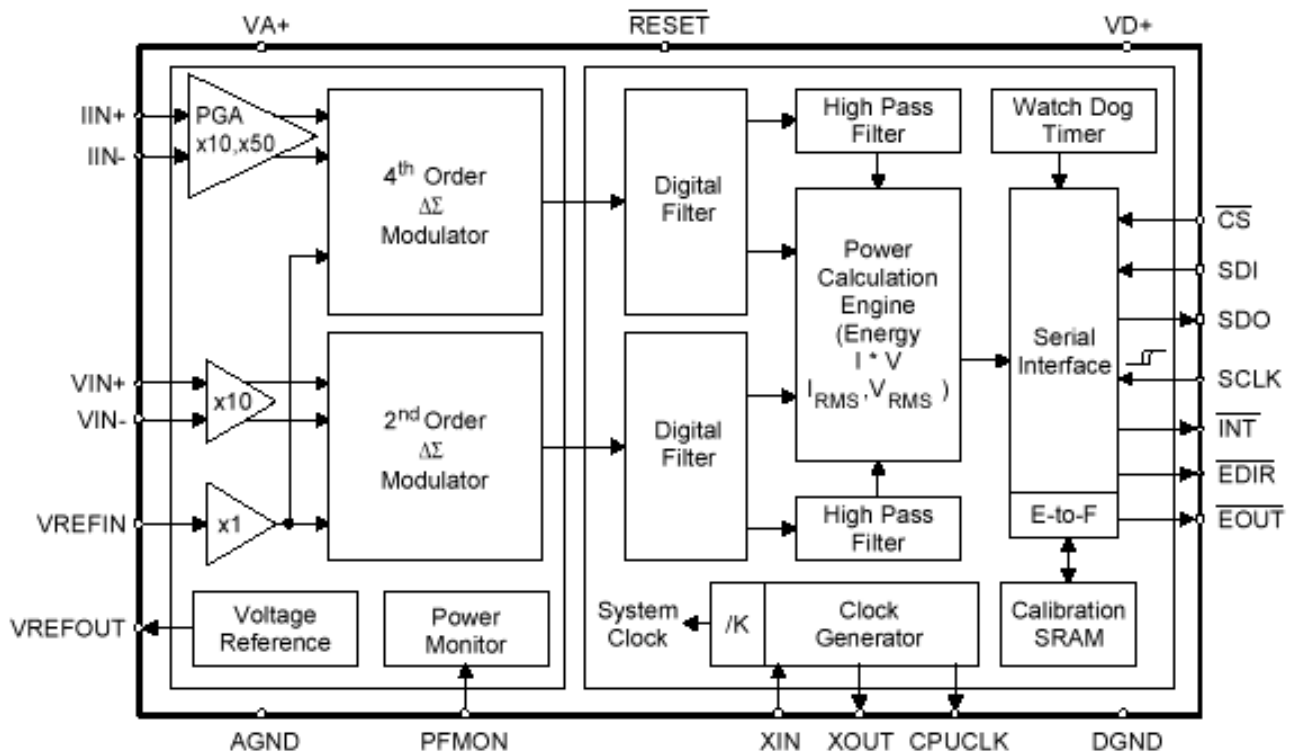 VA+
RESET
VD+
IIN+
IIN-
PGA
x10,x50
4th Order
ΔΣ
Modulator
Digital
Filter
High Pass
Filter
Watch Dog
Timer
Power
Calculation
Engine
(Energy
I * V
IRMS,VRMS )
Serial
Interface
CS
SDI
SDO
SCLK
INT
EDIR
EOUT
VIN+
VIN-
x10
2nd Order
ΔΣ
Modulator
Digital
Filter
High Pass
Filter
E-to-F
VREFIN
x1
VREFOUT
Voltage
Reference
Power
Monitor
System
Clock
/K
Clock
Generator
Calibration
SRAM
AGND
PFMON
XIN
XOUT
CPUCLK
DGND